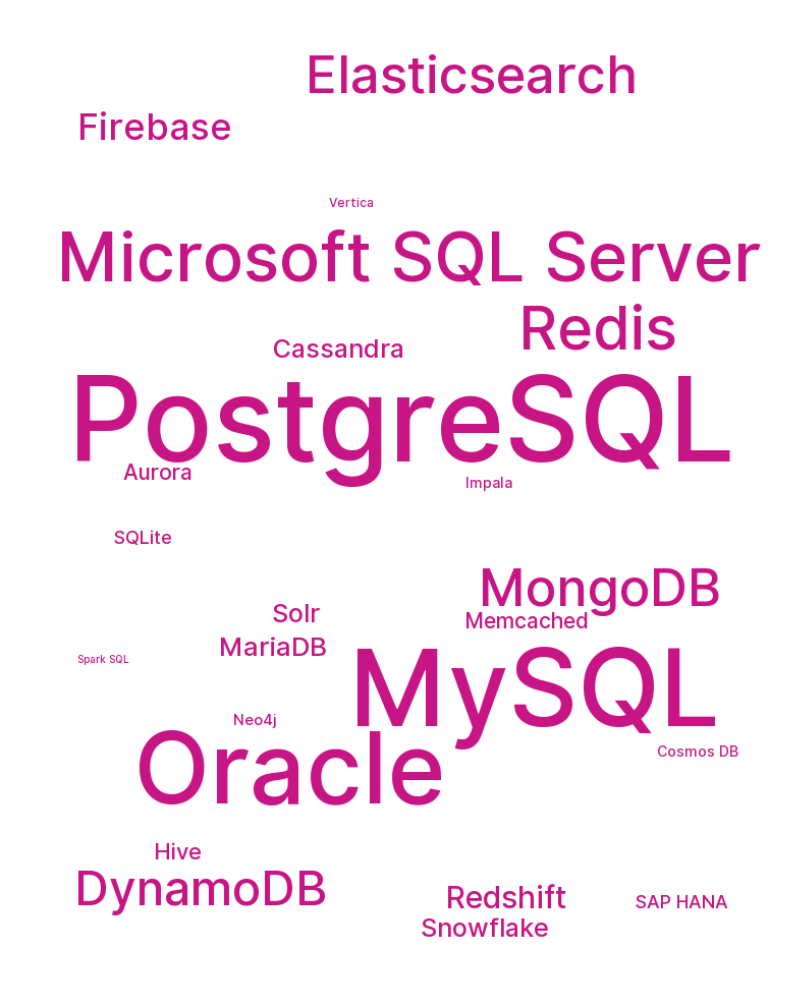 Elasticsearch
Firebase
Vertica
Microsoft SQL Server
Redis
Cassandra
PostgreSQL
Aurora
Impala
SQLite
MongoDB
Solr
Memcached
MariaDB
Spark SQL
MySQL
Neo4j
Cosmos DB
Oracle
Hive
DynamoDB
Redshift
SAP HANA
Snowflake